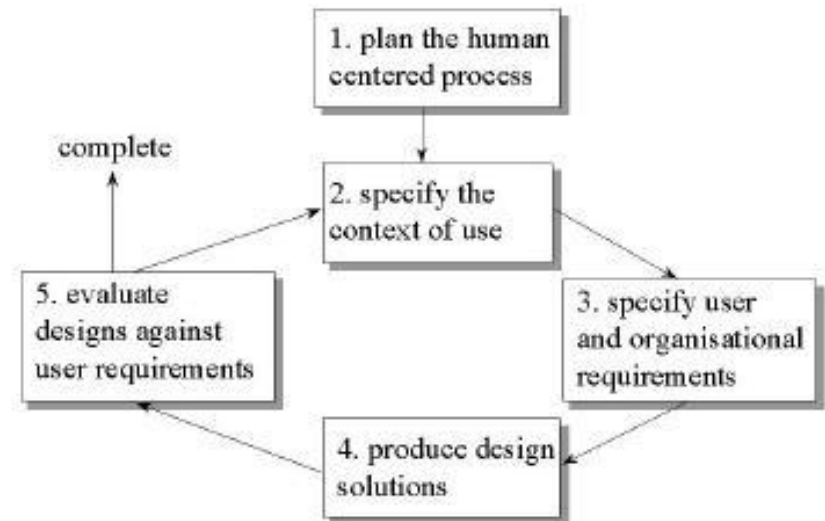 1. plan the human
centered process
complete
2. specify the
context of use
5. evaluate
designs against
user requirements
3. specify user
and organisational
requirements
4. produce design
solutions